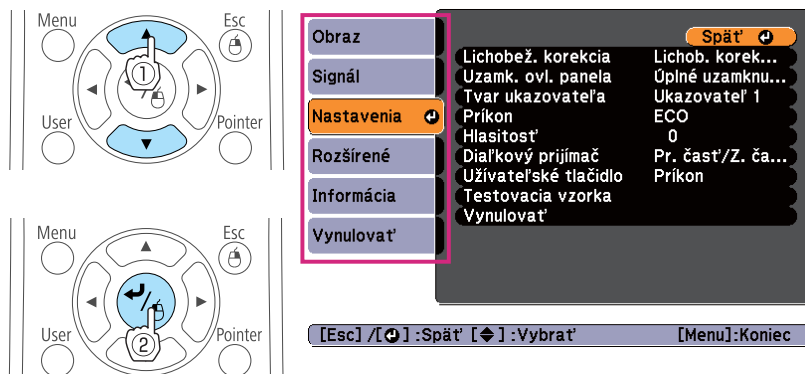 Menu
Esc
①
User
Pointer
Menu
Esc
User
Pointer
②
Obraz
Signál
Nastavenia
Rozšírené
Informácia
Vynulovať
Späť
Lichobež. korekcia Lichob. korek...
Uzamk. ovl. panela Úplné uzamknu...
Tvar ukazovateľa Ukazovateľ 1
Príkon ECO
Hlasitosť 0
Diaľkový prijímač Pr. časť/Z. ča...
Užívateľské tlačidlo Príkon
Testovacia vzorka
Vynulovať
[Esc] /[ ] :Späť [ ] :Vybrať [Menu]:Koniec